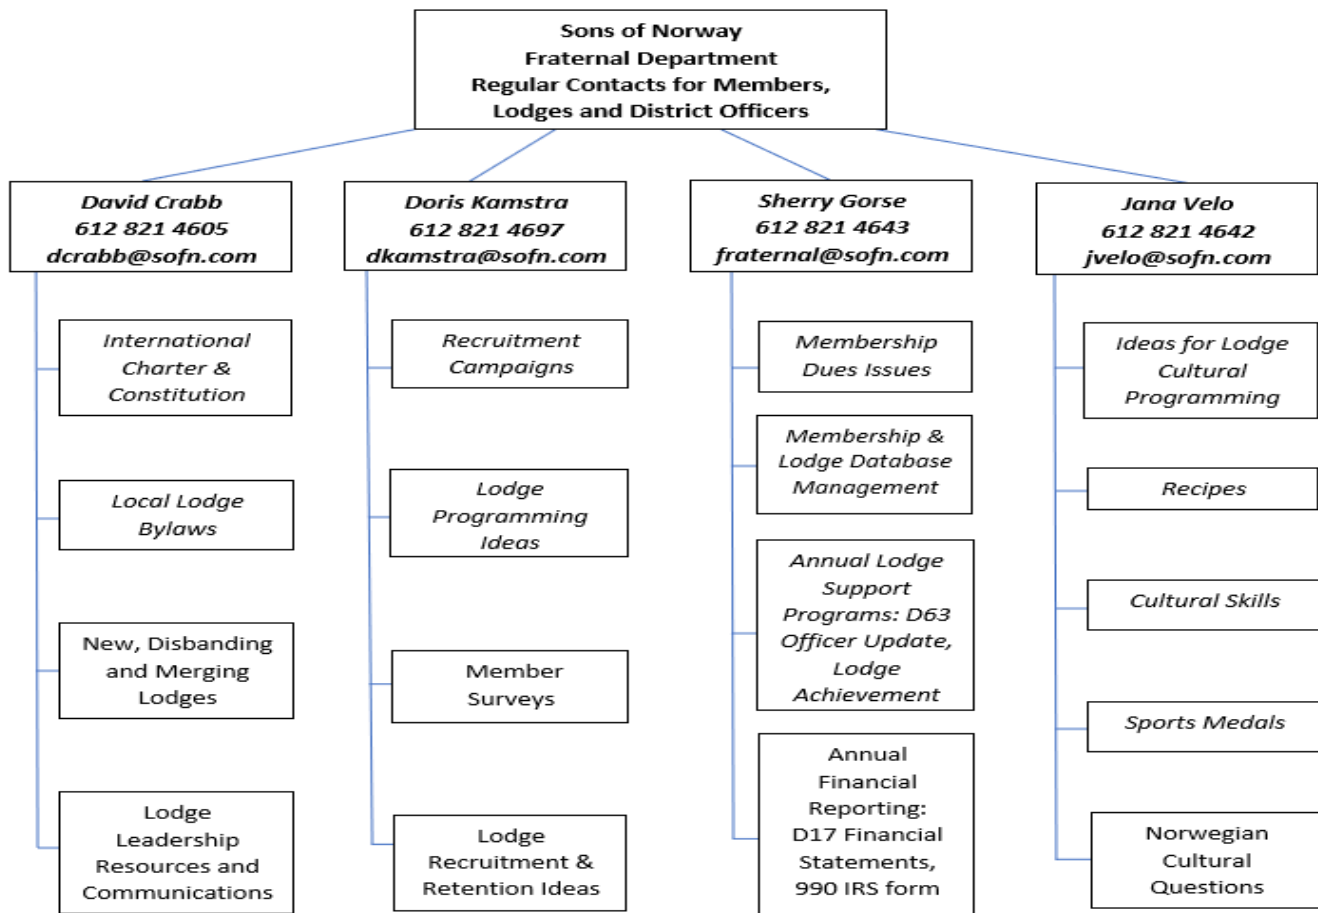 Sons of Norway
Fraternal Department
Regular Contacts for Members,
Lodges and District Officers
David Crabb
612 821 4605
dcrabb@sofn.com
International
Charter &
Constitution
Local Lodge
Bylaws
New, Disbanding
and Merging
Lodges
Lodge
Leadership
Resources and
Communications
Doris Kamstra
612 821 4697
dkamstra@sofn.com
Recruitment
Campaigns
Lodge
Programming
Ideas
Member
Surveys
Lodge
Recruitment &
Retention Ideas
Sherry Gorse
612 821 4643
fraternal@sofn.com
Membership
Dues Issues
Membership &
Lodge Database
Management
Annual Lodge
Support
Programs: D63
Officer Update,
Lodge
Achievement
Annual
Financial
Reporting:
D17 Financial
Statements,
990 IRS form
Jana Velo
612 821 4642
jvelo@sofn.com
Ideas for Lodge
Cultural
Programming
Recipes
Cultural Skills
Sports Medals
Norwegian
Cultural
Questions